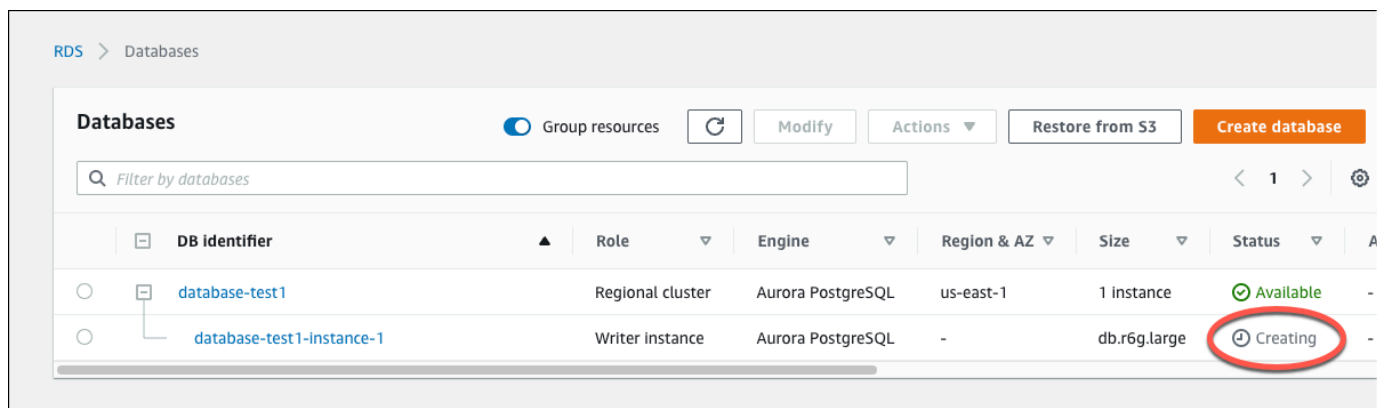 RDS > Databases
Databases Group resources Modify Actions Restore from S3 Create database
Filter by databases < 1 >
DB identifier Role Engine Region & AZ Size Status A
database-test1 Regional cluster Aurora PostgreSQL us-east-1 1 instance Available -
database-test1-instance-1 Writer instance Aurora PostgreSQL - db.r6g.large Creating -